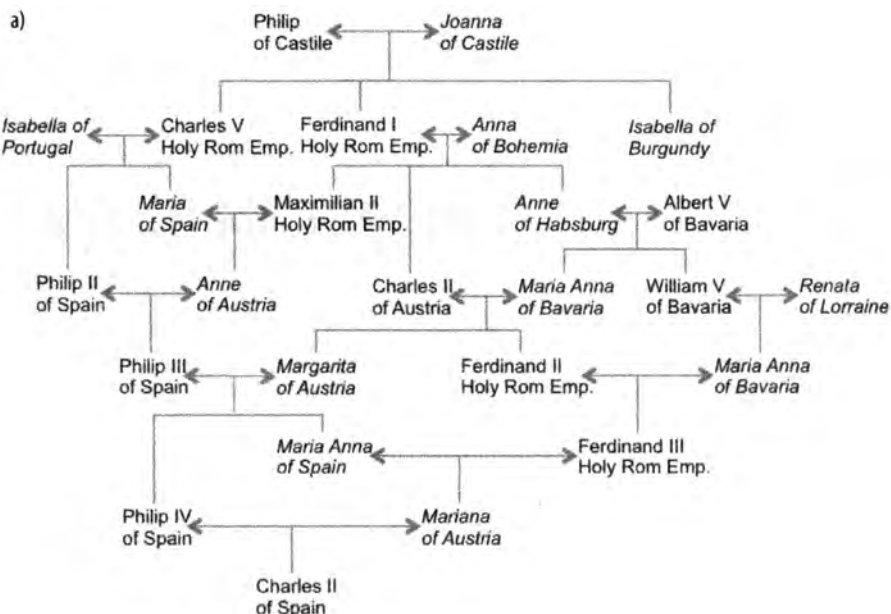 a)
Philip
of Castile
Joanna
of Castile
Isabella of
Portugal
Charles V
Holy Rom Emp.
Ferdinand I
Holy Rom Emp.
Anna
of Bohemia
Isabella of
Burgundy
Maria
of Spain
Maximilian II
Holy Rom Emp.
Anne
of Habsburg
Albert V
of Bavaria
Philip II
of Spain
Anne
of Austria
Charles II
of Austria
Maria Anna
of Bavaria
William V
of Bavaria
Renata
of Lorraine
Philip III
of Spain
Margarita
of Austria
Ferdinand II
Holy Rom Emp.
Maria Anna
of Bavaria
Maria Anna
of Spain
Ferdinand III
Holy Rom Emp.
Philip IV
of Spain
Mariana
of Austria
Charles II
of Spain